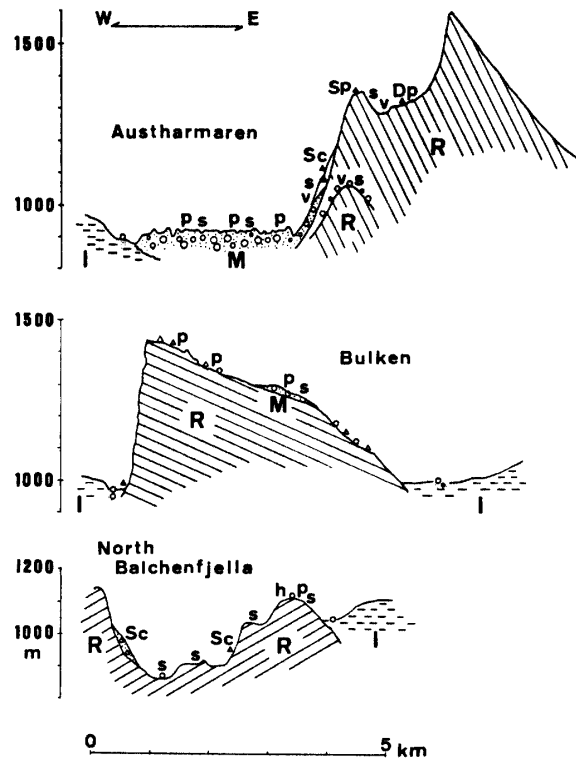 W E
1500
Sp s v Dp
Austharmaren
Sc
R
s
v v s
1000
p s p s p
R
I M
1500
p
p
Bulken
p s
M
R
1000
I I
North
Balchenfjella
1200
h p s
s
1000
Sc Sc
R s R I
m
s
0 5 km